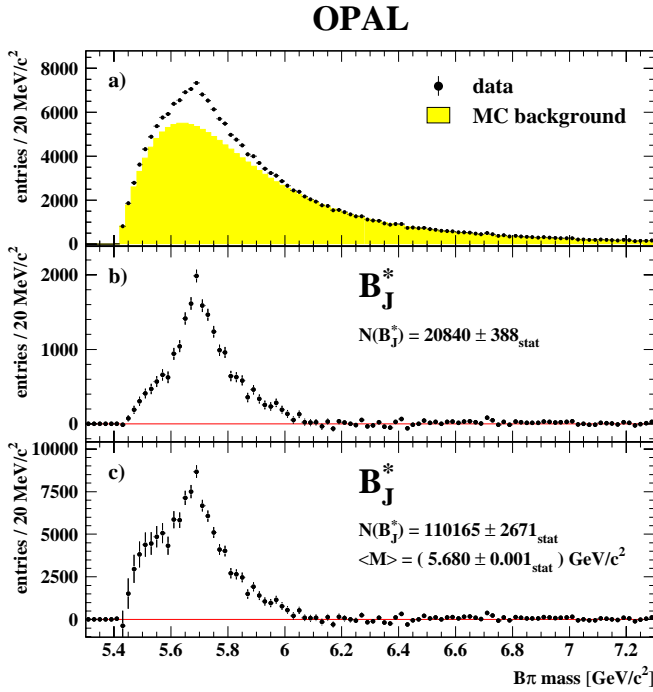 OPAL
entries / 20 MeV/c²
8000
6000
4000
2000
0
a)
data
MC background
entries / 20 MeV/c²
2000
1000
0
b)
B*J
N(B*J) = 20840 ± 388stat
entries / 20 MeV/c²
10000
7500
5000
2500
0
c)
B*J
N(B*J) = 110165 ± 2671stat
<M> = ( 5.680 ± 0.001stat ) GeV/c²
5.4 5.6 5.8 6 6.2 6.4 6.6 6.8 7 7.2
Bπ mass [GeV/c²]